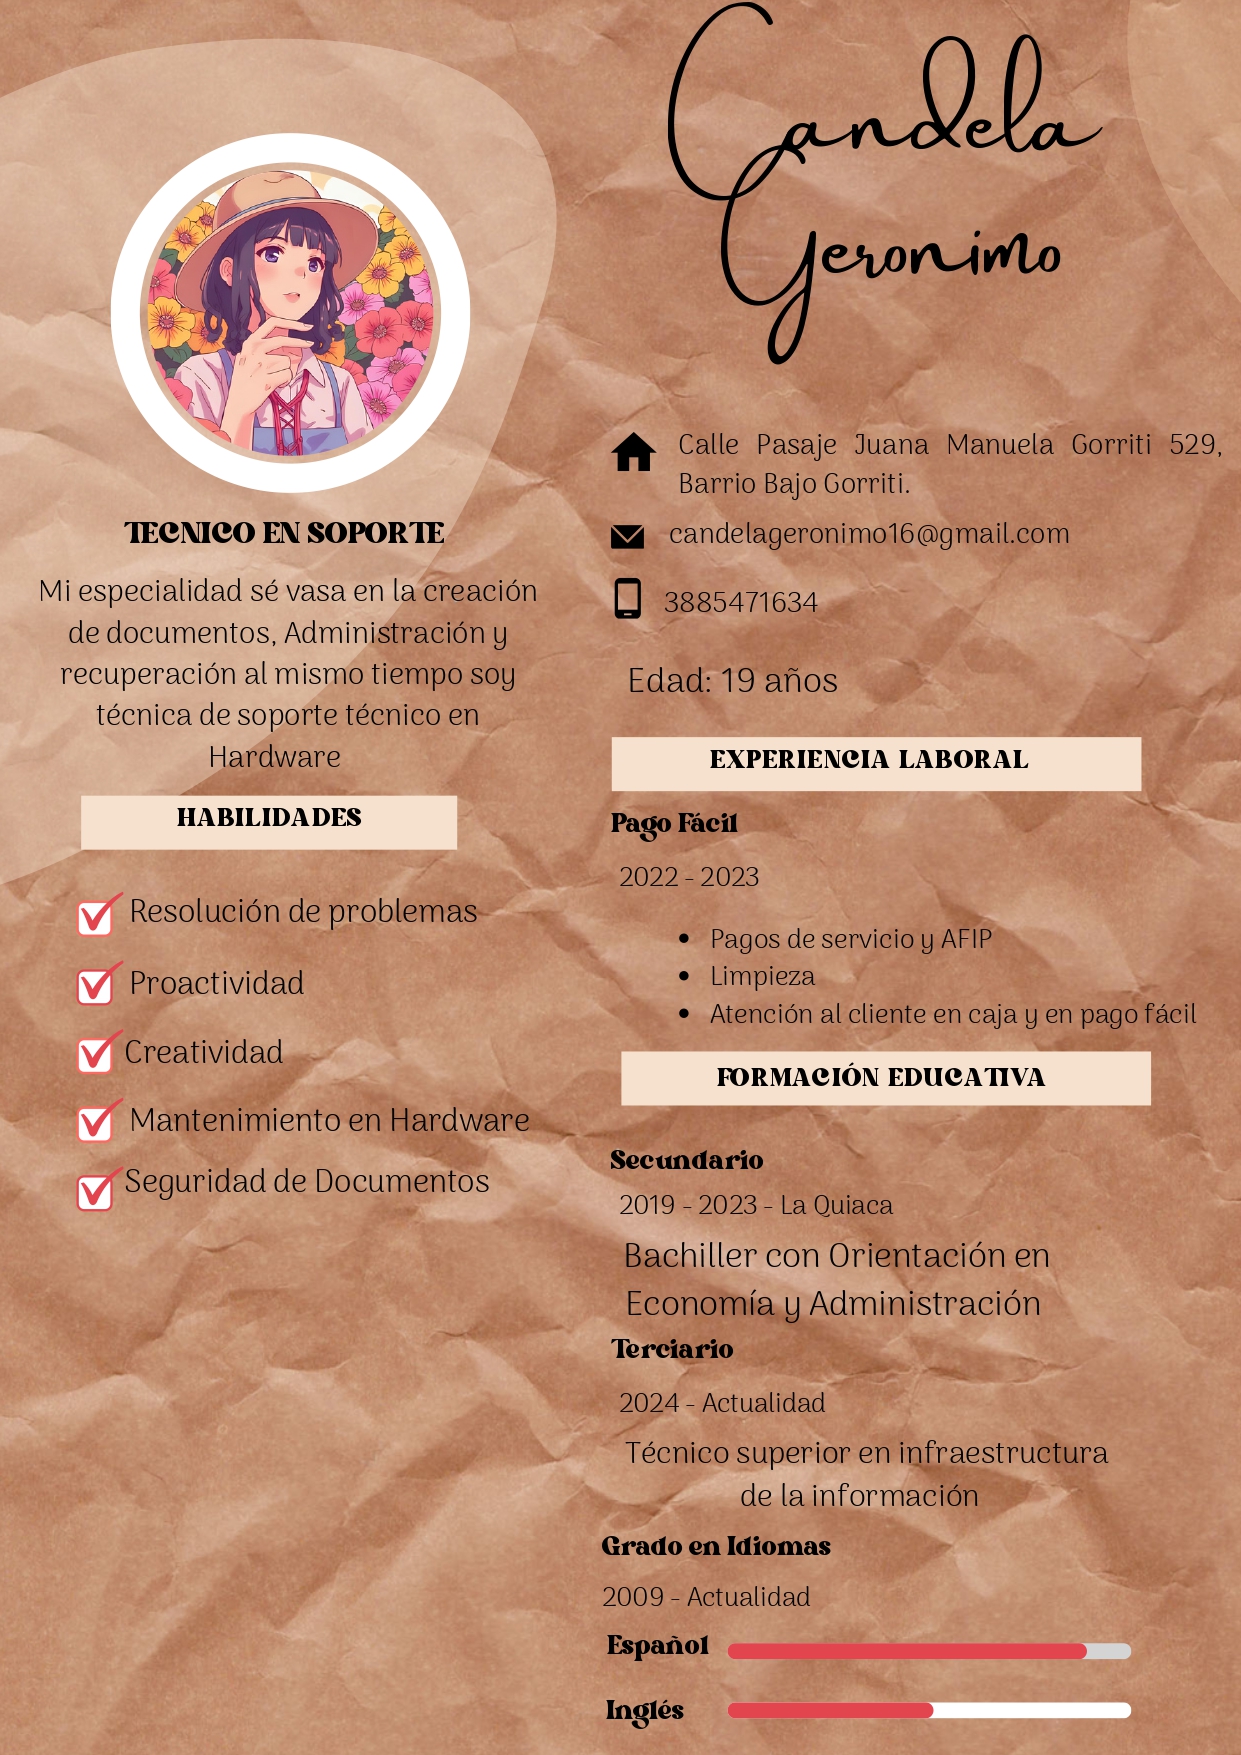 Candela
Geronimo
TECNICO EN SOPORTE
Mi especialidad sé vasa en la creación
de documentos, Administración y
recuperación al mismo tiempo soy
técnica de soporte técnico en
Hardware
HABILIDADES
Resolución de problemas
Proactividad
Creatividad
Mantenimiento en Hardware
Seguridad de Documentos
Calle Pasaje Juana Manuela Gorriti 529,
Barrio Bajo Gorriti.
candelageronimo16@gmail.com
3885471634
Edad: 19 años
EXPERIENCIA LABORAL
Pago Fácil
2022 - 2023
• Pagos de servicio y AFIP
• Limpieza
• Atención al cliente en caja y en pago fácil
FORMACIÓN EDUCATIVA
Secundario
2019 - 2023 - La Quiaca
Bachiller con Orientación en
Economía y Administración
Terciario
2024 - Actualidad
Técnico superior en infraestructura
de la información
Grado en Idiomas
2009 - Actualidad
Español
Inglés